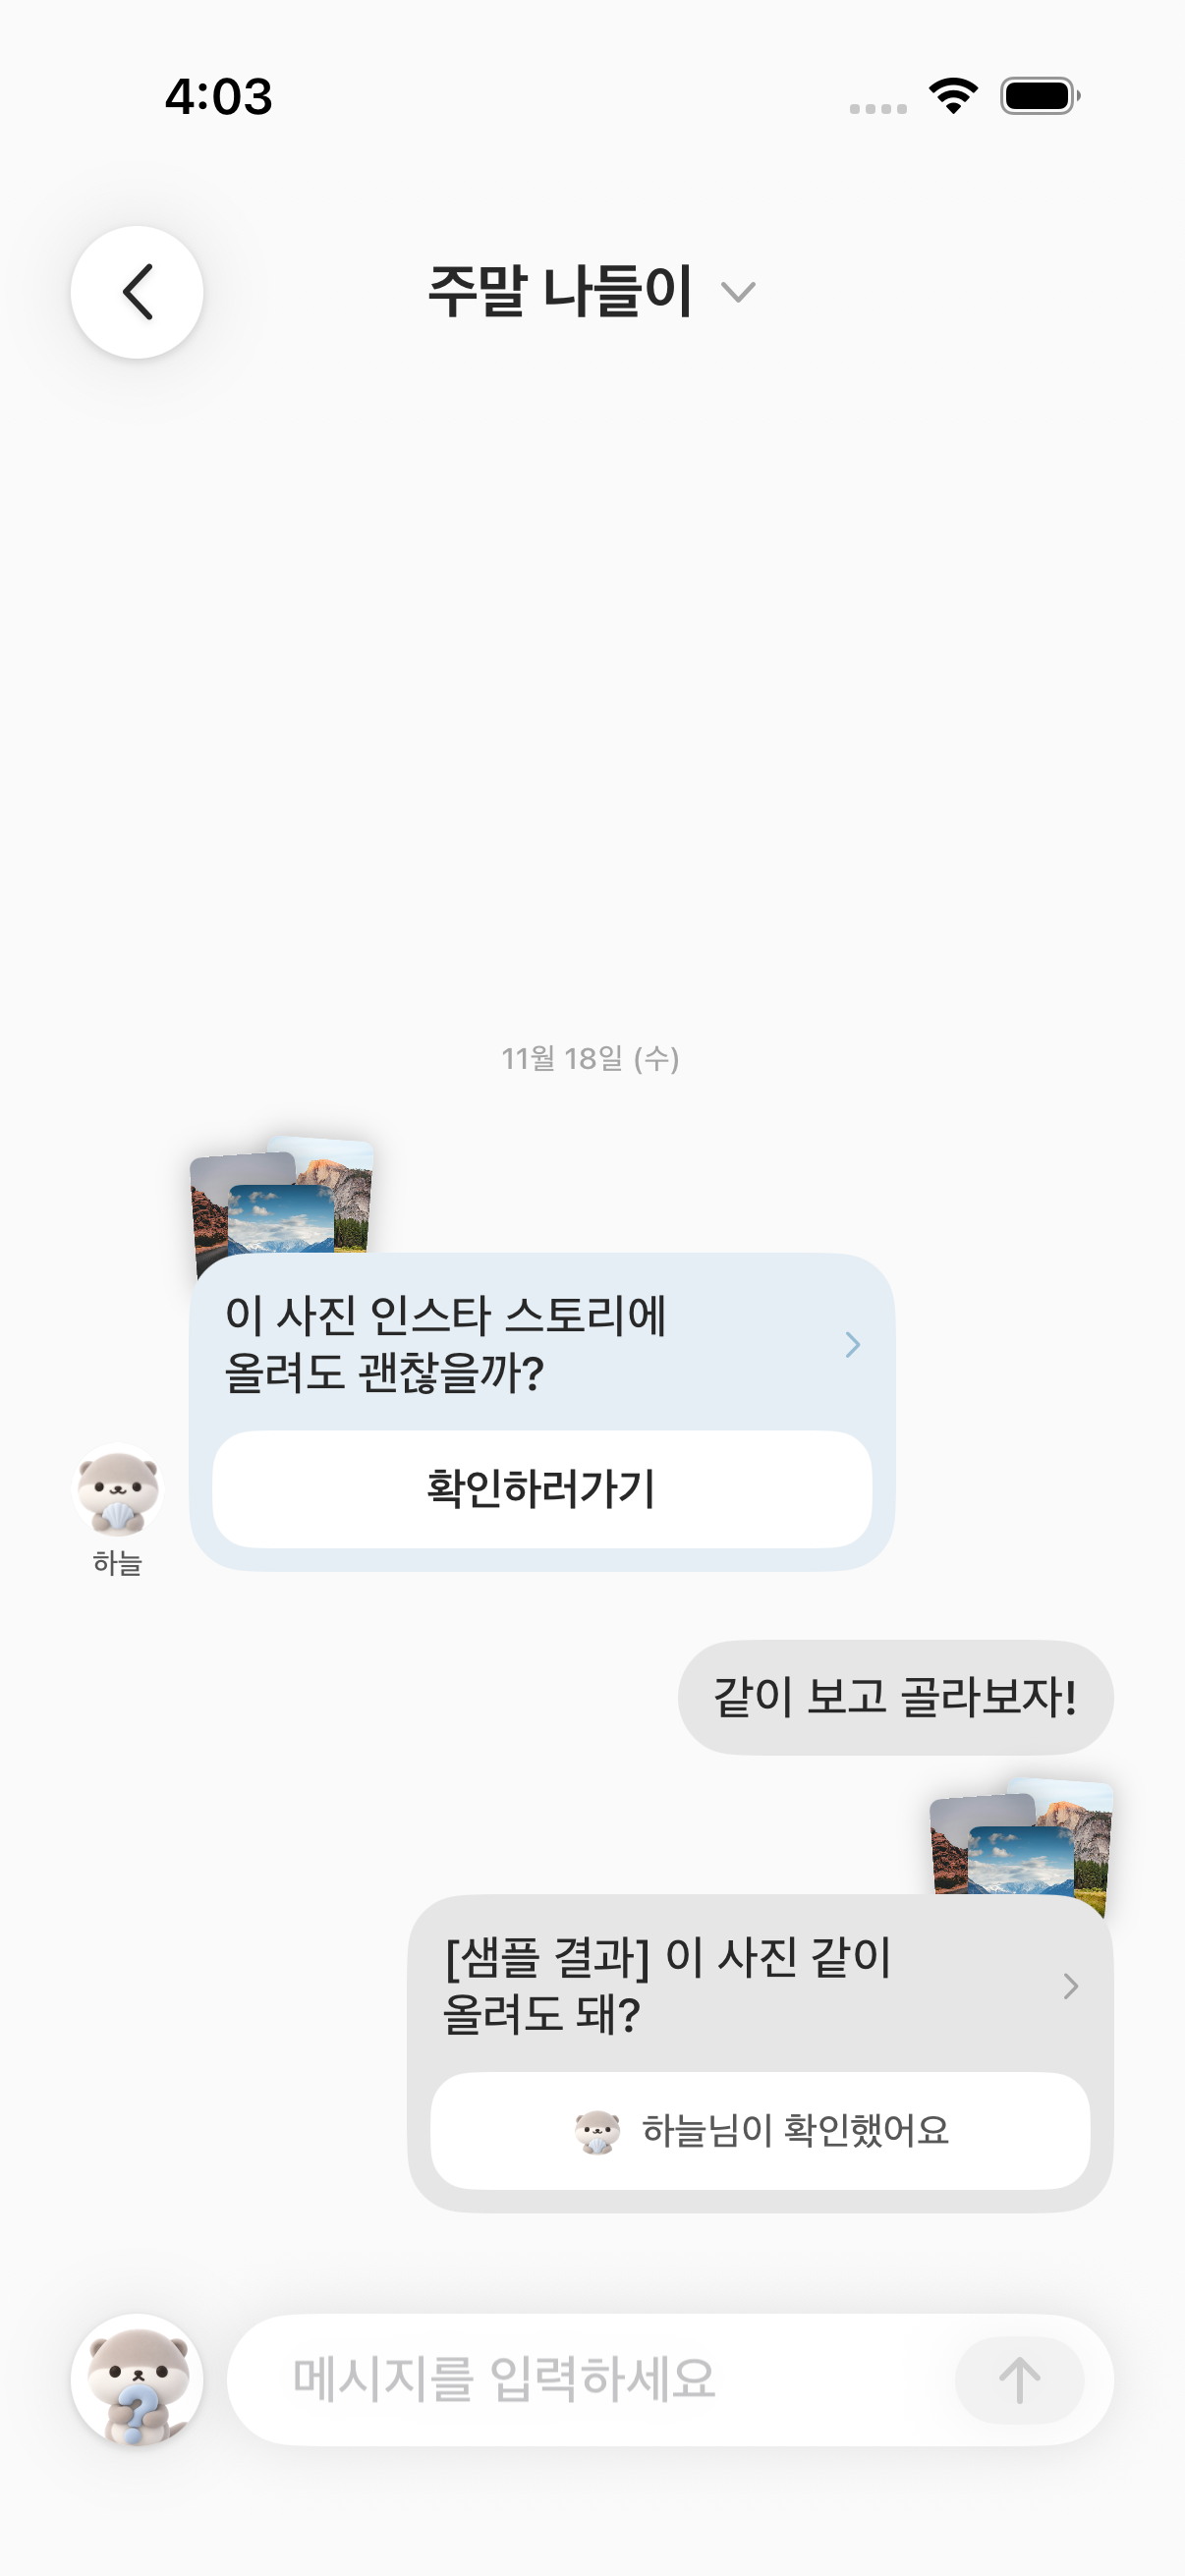 4:03
주말 나들이
11월 18일 (수)
이 사진 인스타 스토리에
올려도 괜찮을까?
확인하러가기
하늘
같이 보고 골라보자!
[샘플 결과] 이 사진 같이
올려도 돼?
하늘님이 확인했어요
메시지를 입력하세요